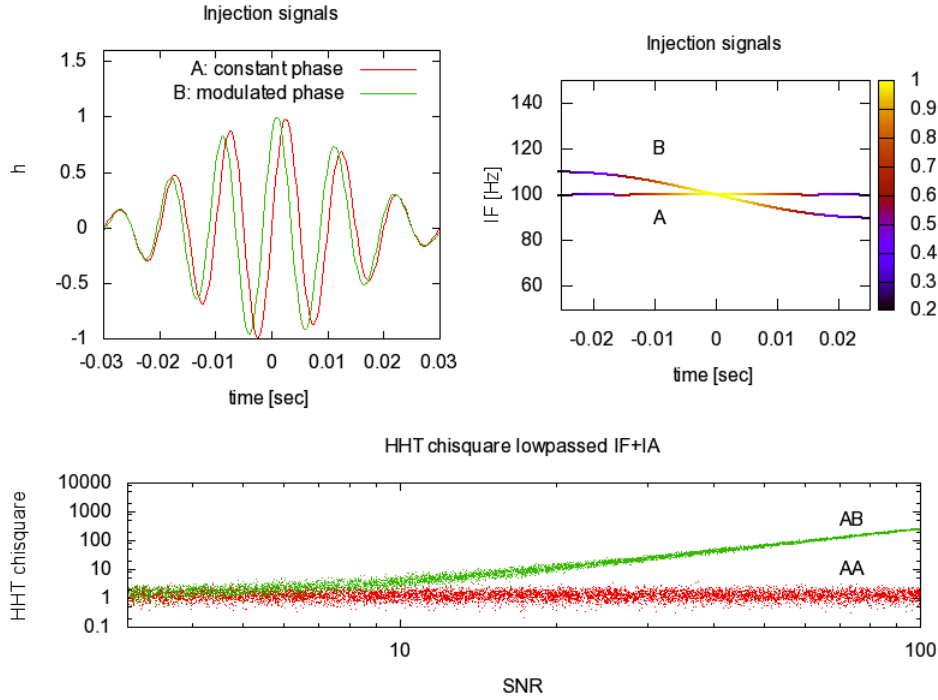 Injection signals
h
1.5
1
0.5
0
-0.5
-1
A: constant phase
B: modulated phase
-0.03 -0.02 -0.01 0 0.01 0.02 0.03
time [sec]
Injection signals
IF [Hz]
140
120
100
80
60
B
A
-0.02 -0.01 0 0.01 0.02
time [sec]
1
0.9
0.8
0.7
0.6
0.5
0.4
0.3
0.2
HHT chisquare lowpassed IF+IA
HHT chisquare
10000
1000
100
10
1
0.1
AB
AA
10 100
SNR